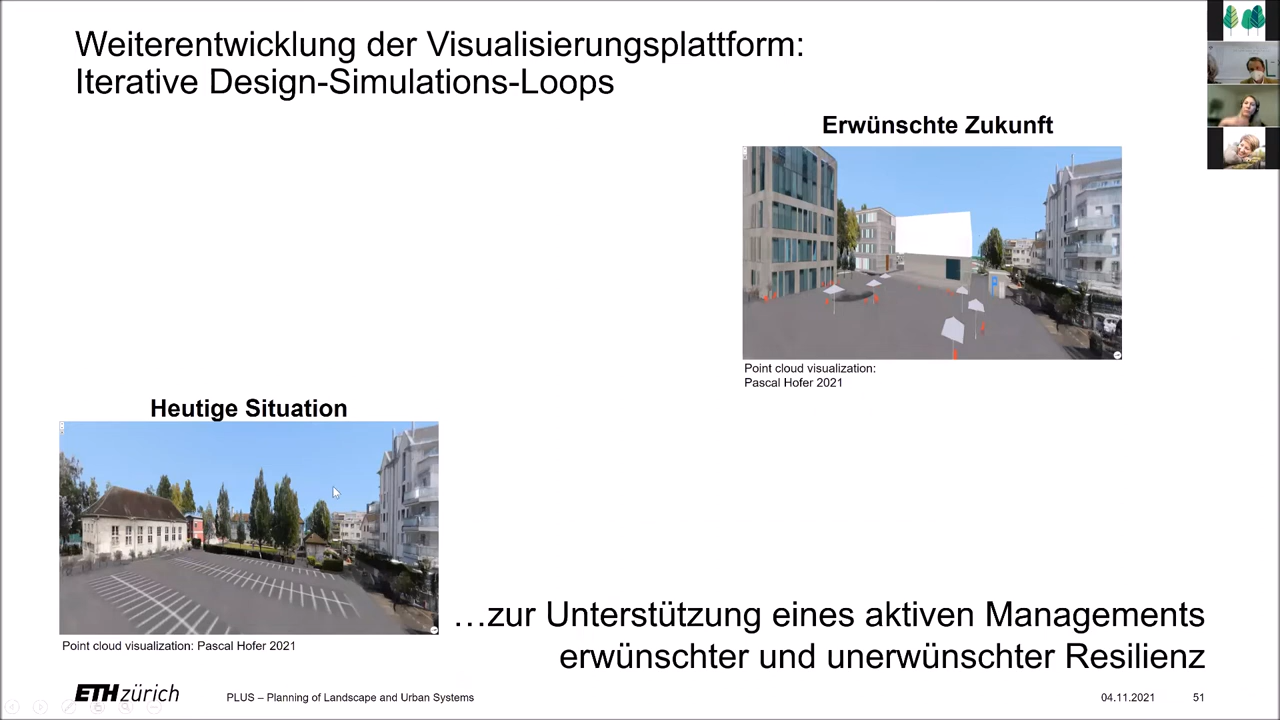 Weiterentwicklung der Visualisierungsplattform:
Iterative Design-Simulations-Loops
Erwünschte Zukunft
Point cloud visualization:
Pascal Hofer 2021
Heutige Situation
Point cloud visualization: Pascal Hofer 2021
…zur Unterstützung eines aktiven Managements
erwünschter und unerwünschter Resilienz
ETH zürich
PLUS – Planning of Landscape and Urban Systems
04.11.2021
51